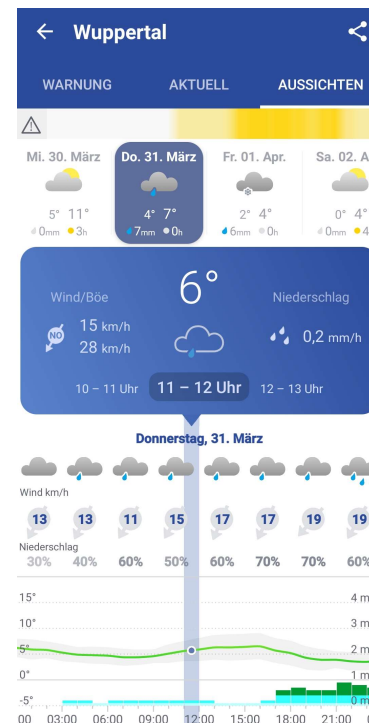 Wuppertal
WARNUNG AKTUELL AUSSICHTEN
Mi. 30. März Do. 31. März Fr. 01. Apr. Sa. 02. A
5° 11° 4° 7° 2° 4° 0° 4°
0mm 3h 7mm 0h 6mm 0h 0mm 4
6°
Wind/Böe Niederschlag
NO 15 km/h 0,2 mm/h
28 km/h
10 – 11 Uhr 11 – 12 Uhr 12 – 13 Uhr
Donnerstag, 31. März
Wind km/h
13 13 11 15 17 17 19 19
Niederschlag
30% 40% 60% 50% 60% 70% 70% 60%
15° 4 m
10° 3 m
5° 2 m
0° 1 m
-5° 0 m
00 03:00 06:00 09:00 12:00 15:00 18:00 21:00